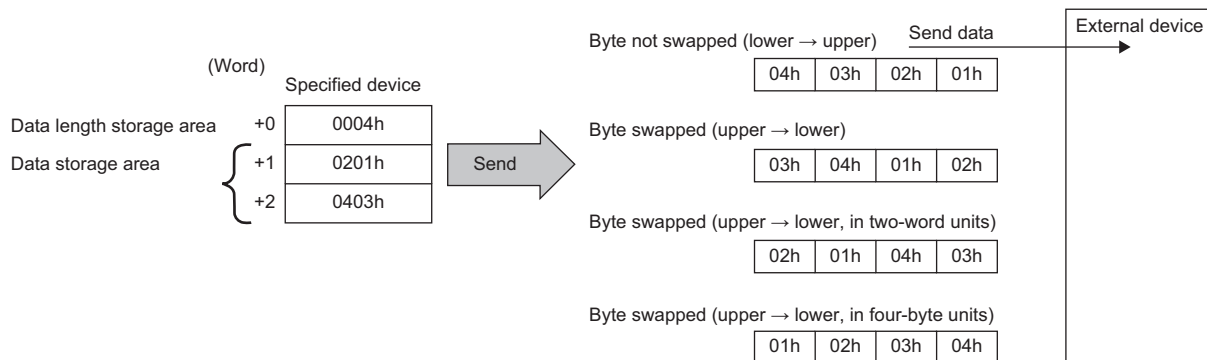 (Word)
Specified device
Data length storage area +0 0004h
Data storage area +1 0201h
+2 0403h
Send
Byte not swapped (lower → upper) Send data External device
04h 03h 02h 01h
Byte swapped (upper → lower)
03h 04h 01h 02h
Byte swapped (upper → lower, in two-word units)
02h 01h 04h 03h
Byte swapped (upper → lower, in four-byte units)
01h 02h 03h 04h